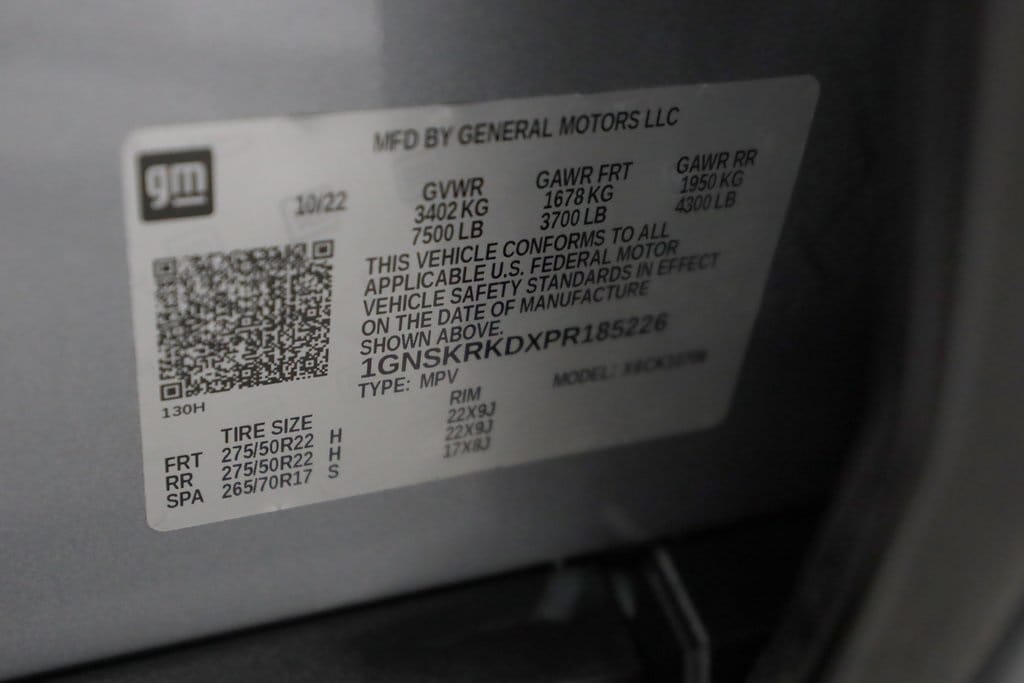 MFD BY GENERAL MOTORS LLC
gm
10/22
GVWR GAWR FRT GAWR RR
3402 KG 1678 KG 1950 KG
7500 LB 3700 LB 4300 LB
THIS VEHICLE CONFORMS TO ALL
APPLICABLE U.S. FEDERAL MOTOR
VEHICLE SAFETY STANDARDS IN EFFECT
ON THE DATE OF MANUFACTURE
SHOWN ABOVE.
1GNSKRKDXPR185226
TYPE: MPV MODEL:
130H
TIRE SIZE RIM
FRT 275/50R22 H 22X9J
RR 275/50R22 H 22X9J
SPA 265/70R17 S 17X8J